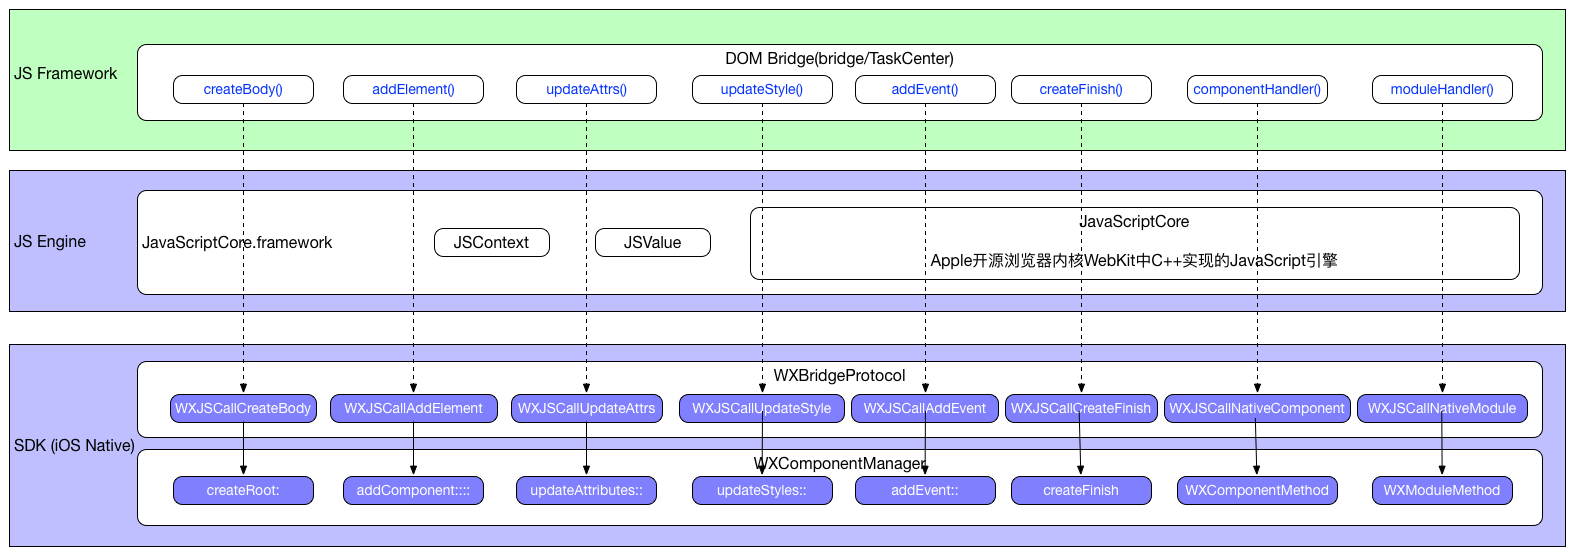 JS Framework
DOM Bridge(bridge/TaskCenter)
createBody()
addElement()
updateAttrs()
updateStyle()
addEvent()
createFinish()
componentHandler()
moduleHandler()
JS Engine
JavaScriptCore.framework
JSContext
JSValue
JavaScriptCore
Apple开源浏览器内核WebKit中C++实现的JavaScript引擎
SDK (iOS Native)
WXBridgeProtocol
WXJSCallCreateBody
WXJSCallAddElement
WXJSCallUpdateAttrs
WXJSCallUpdateStyle
WXJSCallAddEvent
WXJSCallCreateFinish
WXJSCallNativeComponent
WXJSCallNativeModule
WXComponentManager
createRoot:
addComponent::::
updateAttributes::
updateStyles::
addEvent::
createFinish
WXComponentMethod
WXModuleMethod